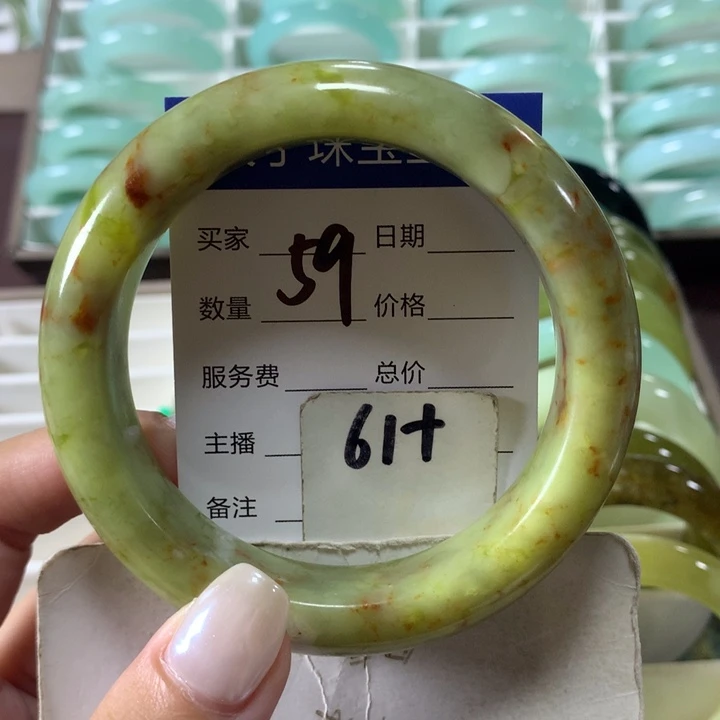 珠宝
买家 59 日期
数量 价格
服务费 总价
主播 61+
备注